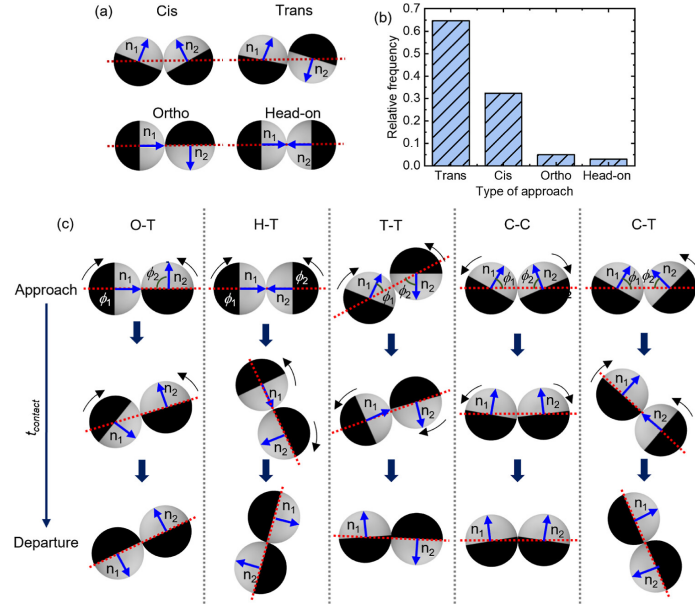 (a)
Cis
Trans
n1
n2
n1
n2
Ortho
Head-on
n1
n2
n1
n2
(b)
Relative frequency
0.7
0.6
0.5
0.4
0.3
0.2
0.1
0.0
Trans
Cis
Ortho
Head-on
Type of approach
(c)
O-T
H-T
T-T
C-C
C-T
Approach
ϕ1
n1
ϕ2
n2
ϕ1
n1
n2
ϕ2
n1
ϕ1
ϕ2
n2
n1
ϕ1
ϕ2
n2
n1
ϕ1
ϕ2
n2
2
tcontact
n1
n2
n1
n2
n1
n2
n1
n2
n1
n2
Departure
n1
n2
n1
n2
n1
n2
n1
n2
n1
n2